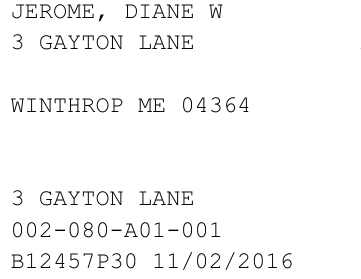 JEROME, DIANE W
3 GAYTON LANE
WINTHROP ME 04364
3 GAYTON LANE
002-080-A01-001
B12457P30 11/02/2016